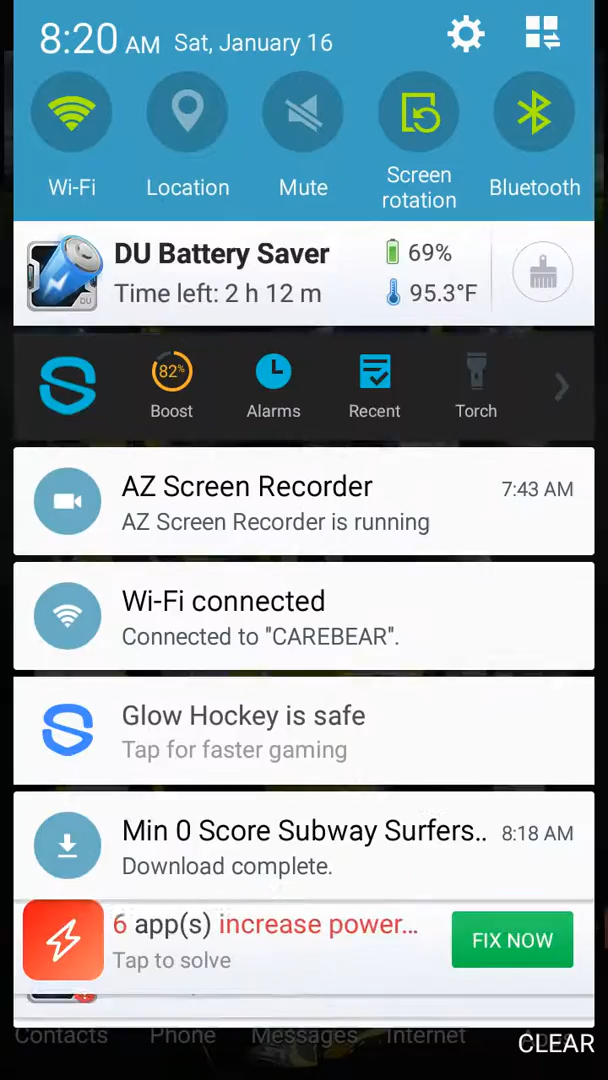 8:20 AM Sat, January 16
Wi-Fi
Location
Mute
Screen
rotation
Bluetooth
DU Battery Saver
69%
DU
Time left: 2 h 12 m
95.3°F
82%
Boost
Alarms
Recent
Torch
AZ Screen Recorder
7:43 AM
AZ Screen Recorder is running
Wi-Fi connected
Connected to "CAREBEAR".
Glow Hockey is safe
Tap for faster gaming
Min 0 Score Subway Surfers..
8:18 AM
Download complete.
6 app(s) increase power...
FIX NOW
Tap to solve
Contacts
Phone
Messages
Internet
CLEAR